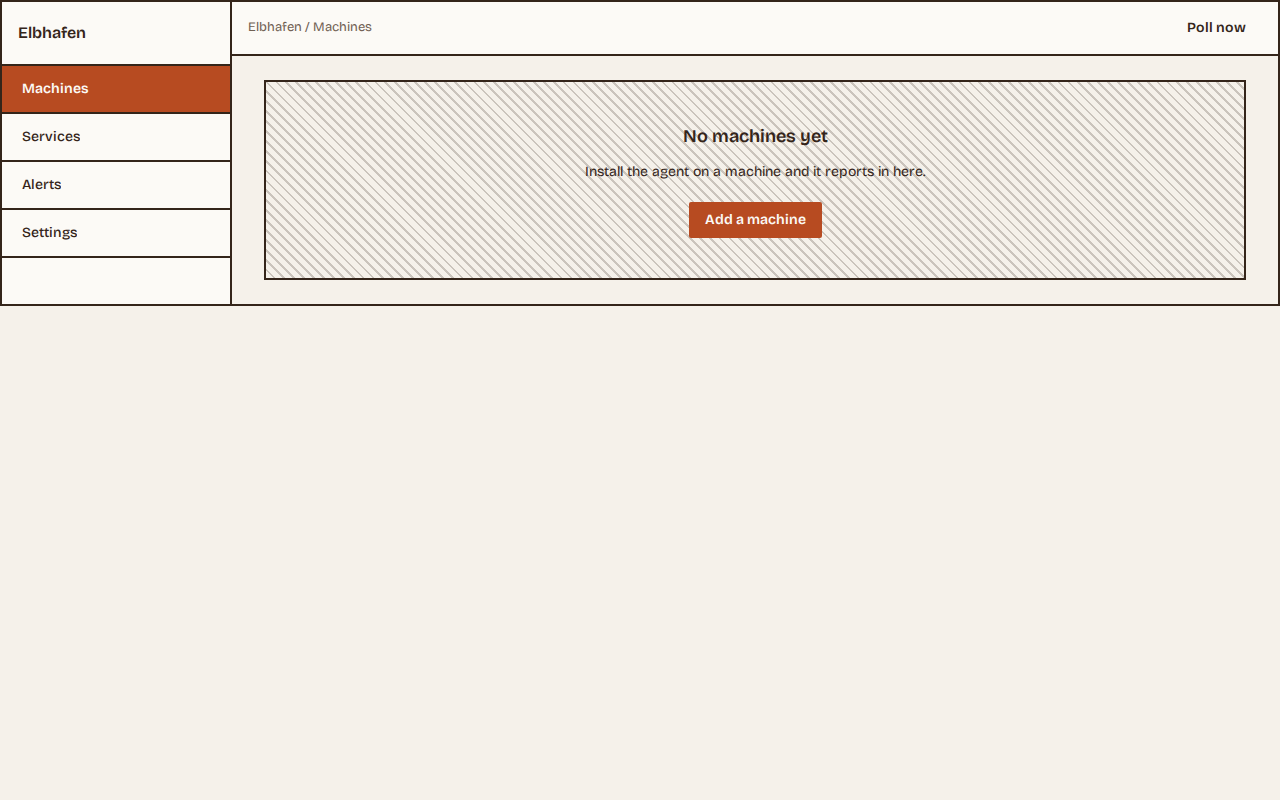 Elbhafen
Machines
Services
Alerts
Settings
Elbhafen / Machines
Poll now
No machines yet
Install the agent on a machine and it reports in here.
Add a machine